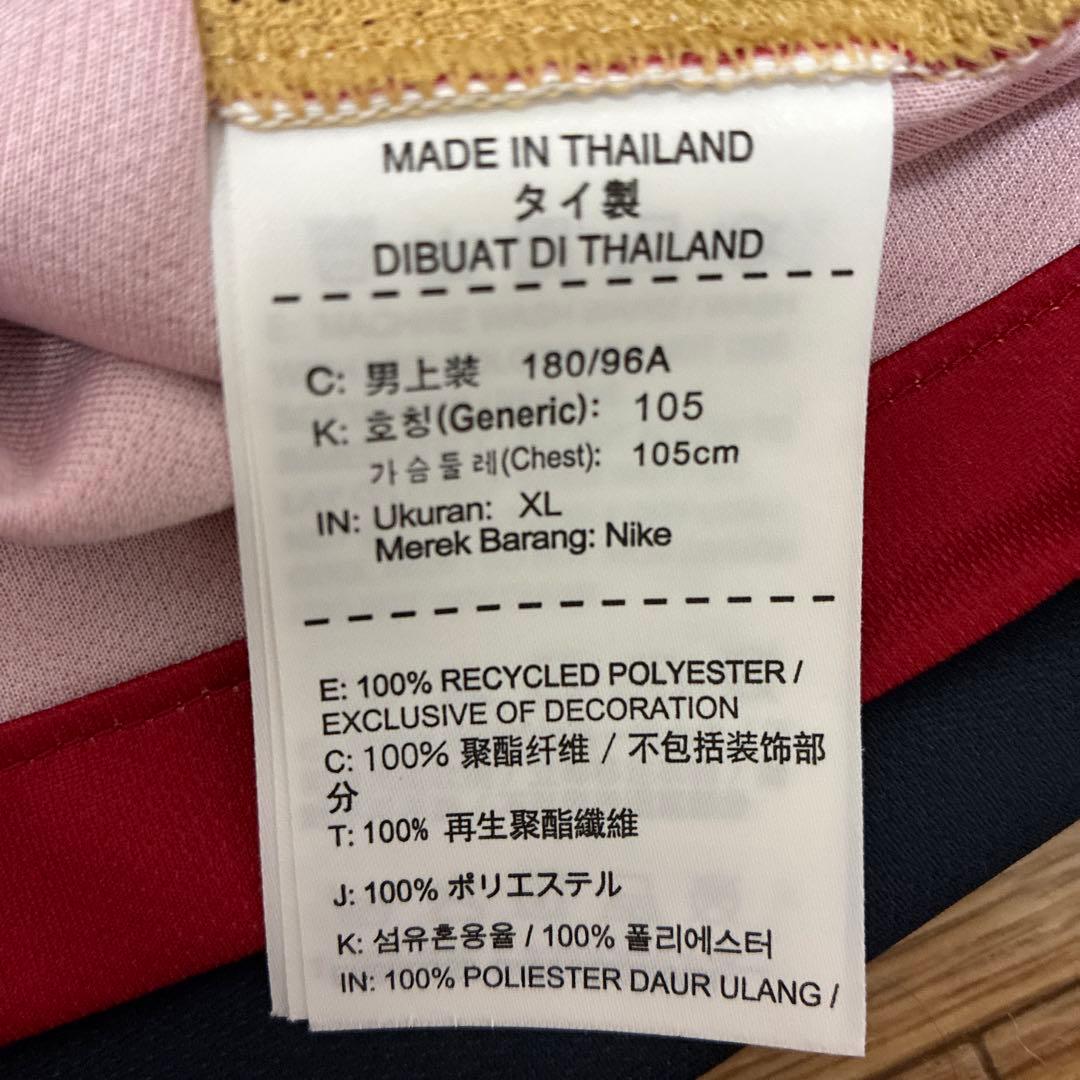 MADE IN THAILAND
タイ製
DIBUAT DI THAILAND
C: 男上装 180/96A
K: 호칭(Generic): 105
가슴둘레(Chest): 105cm
IN: Ukuran: XL
Merek Barang: Nike
E: 100% RECYCLED POLYESTER /
EXCLUSIVE OF DECORATION
C: 100% 聚酯纤维 / 不包括装饰部
分
T: 100% 再生聚酯纖維
J: 100% ポリエステル
K: 섬유혼용율 / 100% 폴리에스터
IN: 100% POLIESTER DAUR ULANG /